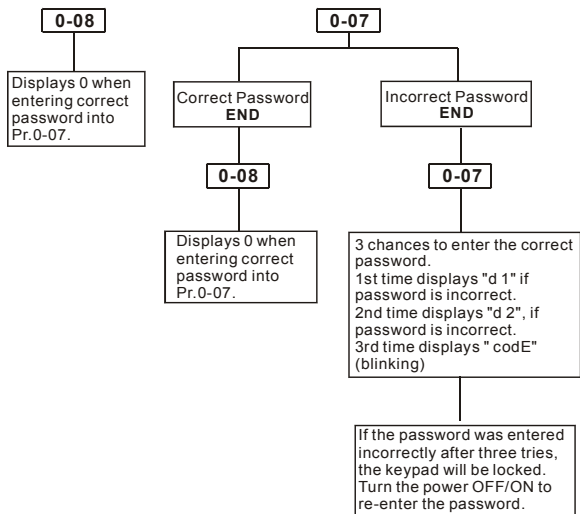 0-08
Displays 0 when
entering correct
password into
Pr.0-07.
0-07
Correct Password
END
0-08
Displays 0 when
entering correct
password into
Pr.0-07.
Incorrect Password
END
0-07
3 chances to enter the correct
password.
1st time displays "d 1" if
password is incorrect.
2nd time displays "d 2", if
password is incorrect.
3rd time displays " codE"
(blinking)
If the password was entered
incorrectly after three tries,
the keypad will be locked.
Turn the power OFF/ON to
re-enter the password.